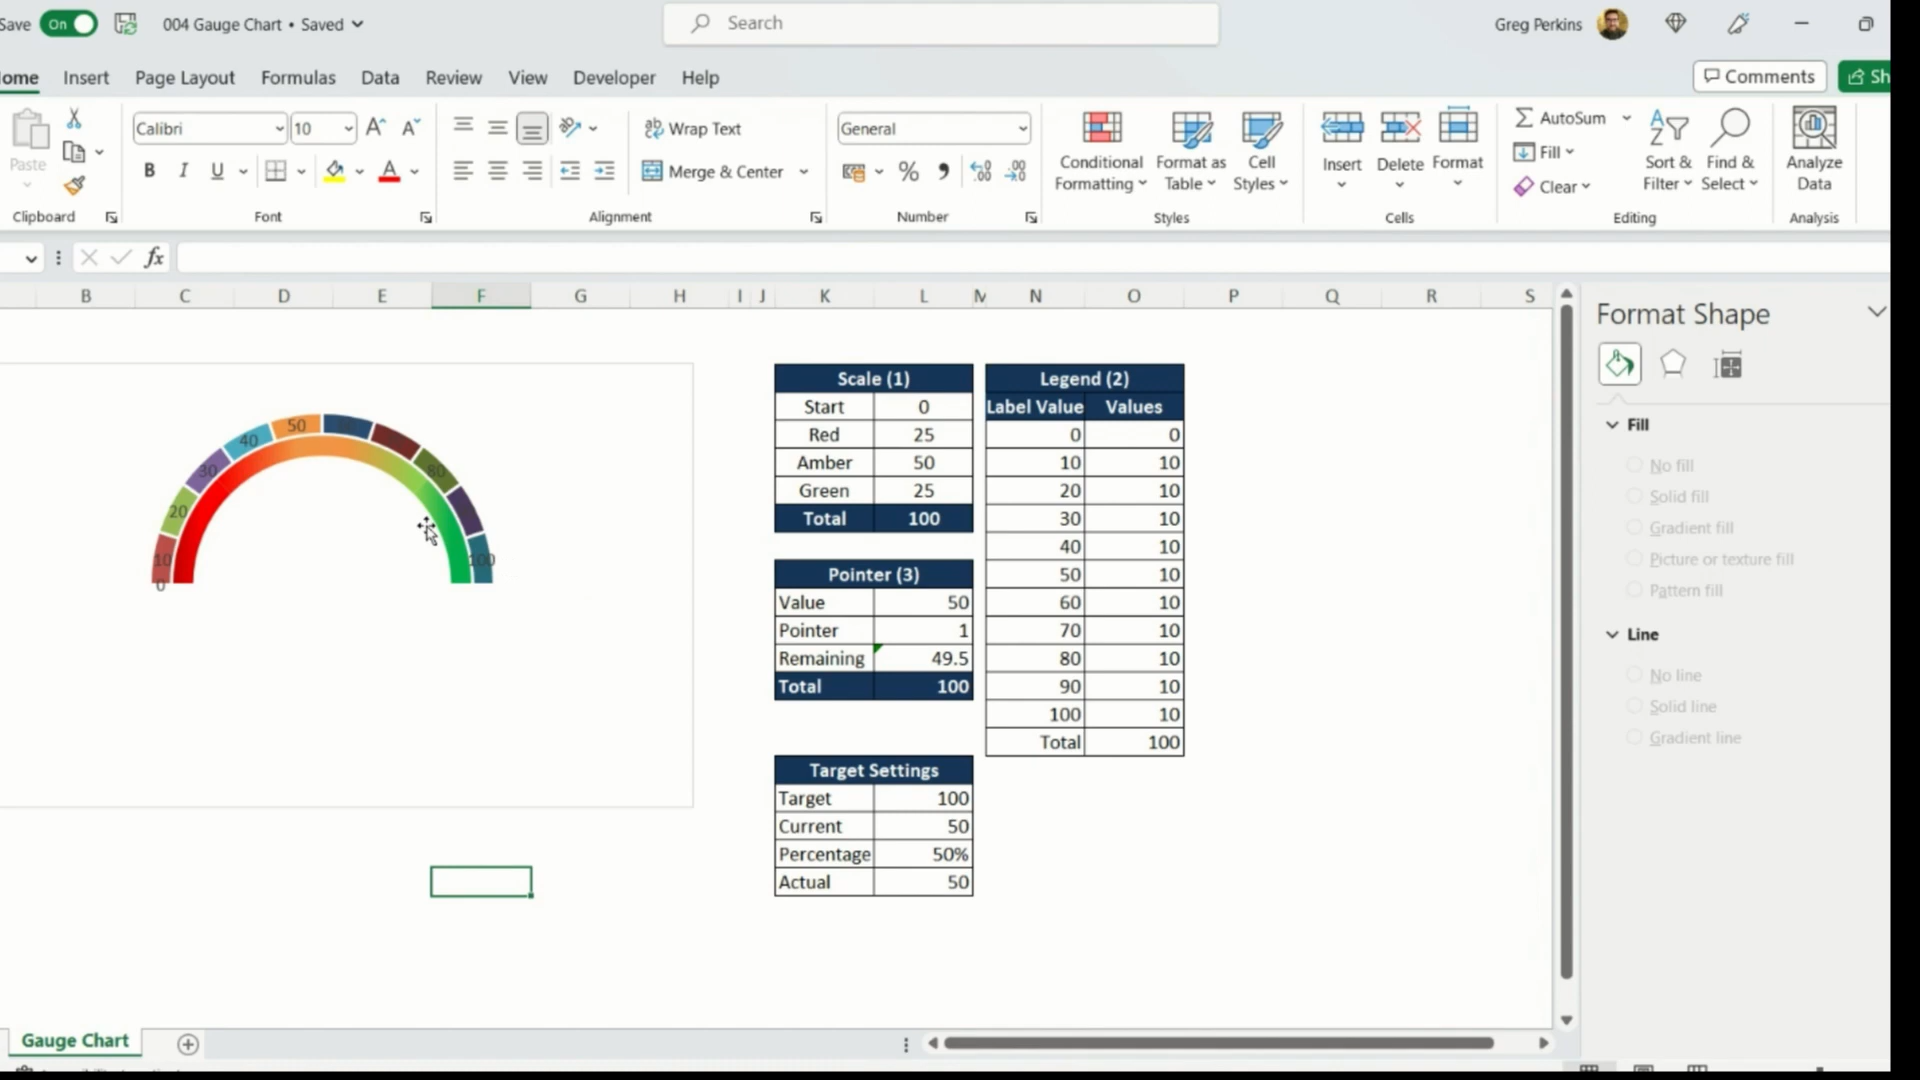 Save On 004 Gauge Chart • Saved Search Greg Perkins
Home Insert Page Layout Formulas Data Review View Developer Help Comments Sh
Paste Calibri 10 Wrap Text General Conditional Formatting Format as Table Cell Styles Insert Delete Format AutoSum Fill Clear Sort & Filter Find & Select Analyze Data
B I U A Merge & Center % ,
Clipboard Font Alignment Number Styles Cells Editing Analysis
fx
B C D E F G H I J K L M N O P Q R S
0
10
20
30
40
50
80
100
Scale (1)
Start 0
Red 25
Amber 50
Green 25
Total 100
Pointer (3)
Value 50
Pointer 1
Remaining 49.5
Total 100
Target Settings
Target 100
Current 50
Percentage 50%
Actual 50
Legend (2)
Label Value Values
0 0
10 10
20 10
30 10
40 10
50 10
60 10
70 10
80 10
90 10
100 10
Total 100
Format Shape
Fill
No fill
Solid fill
Gradient fill
Picture or texture fill
Pattern fill
Line
No line
Solid line
Gradient line
Gauge Chart